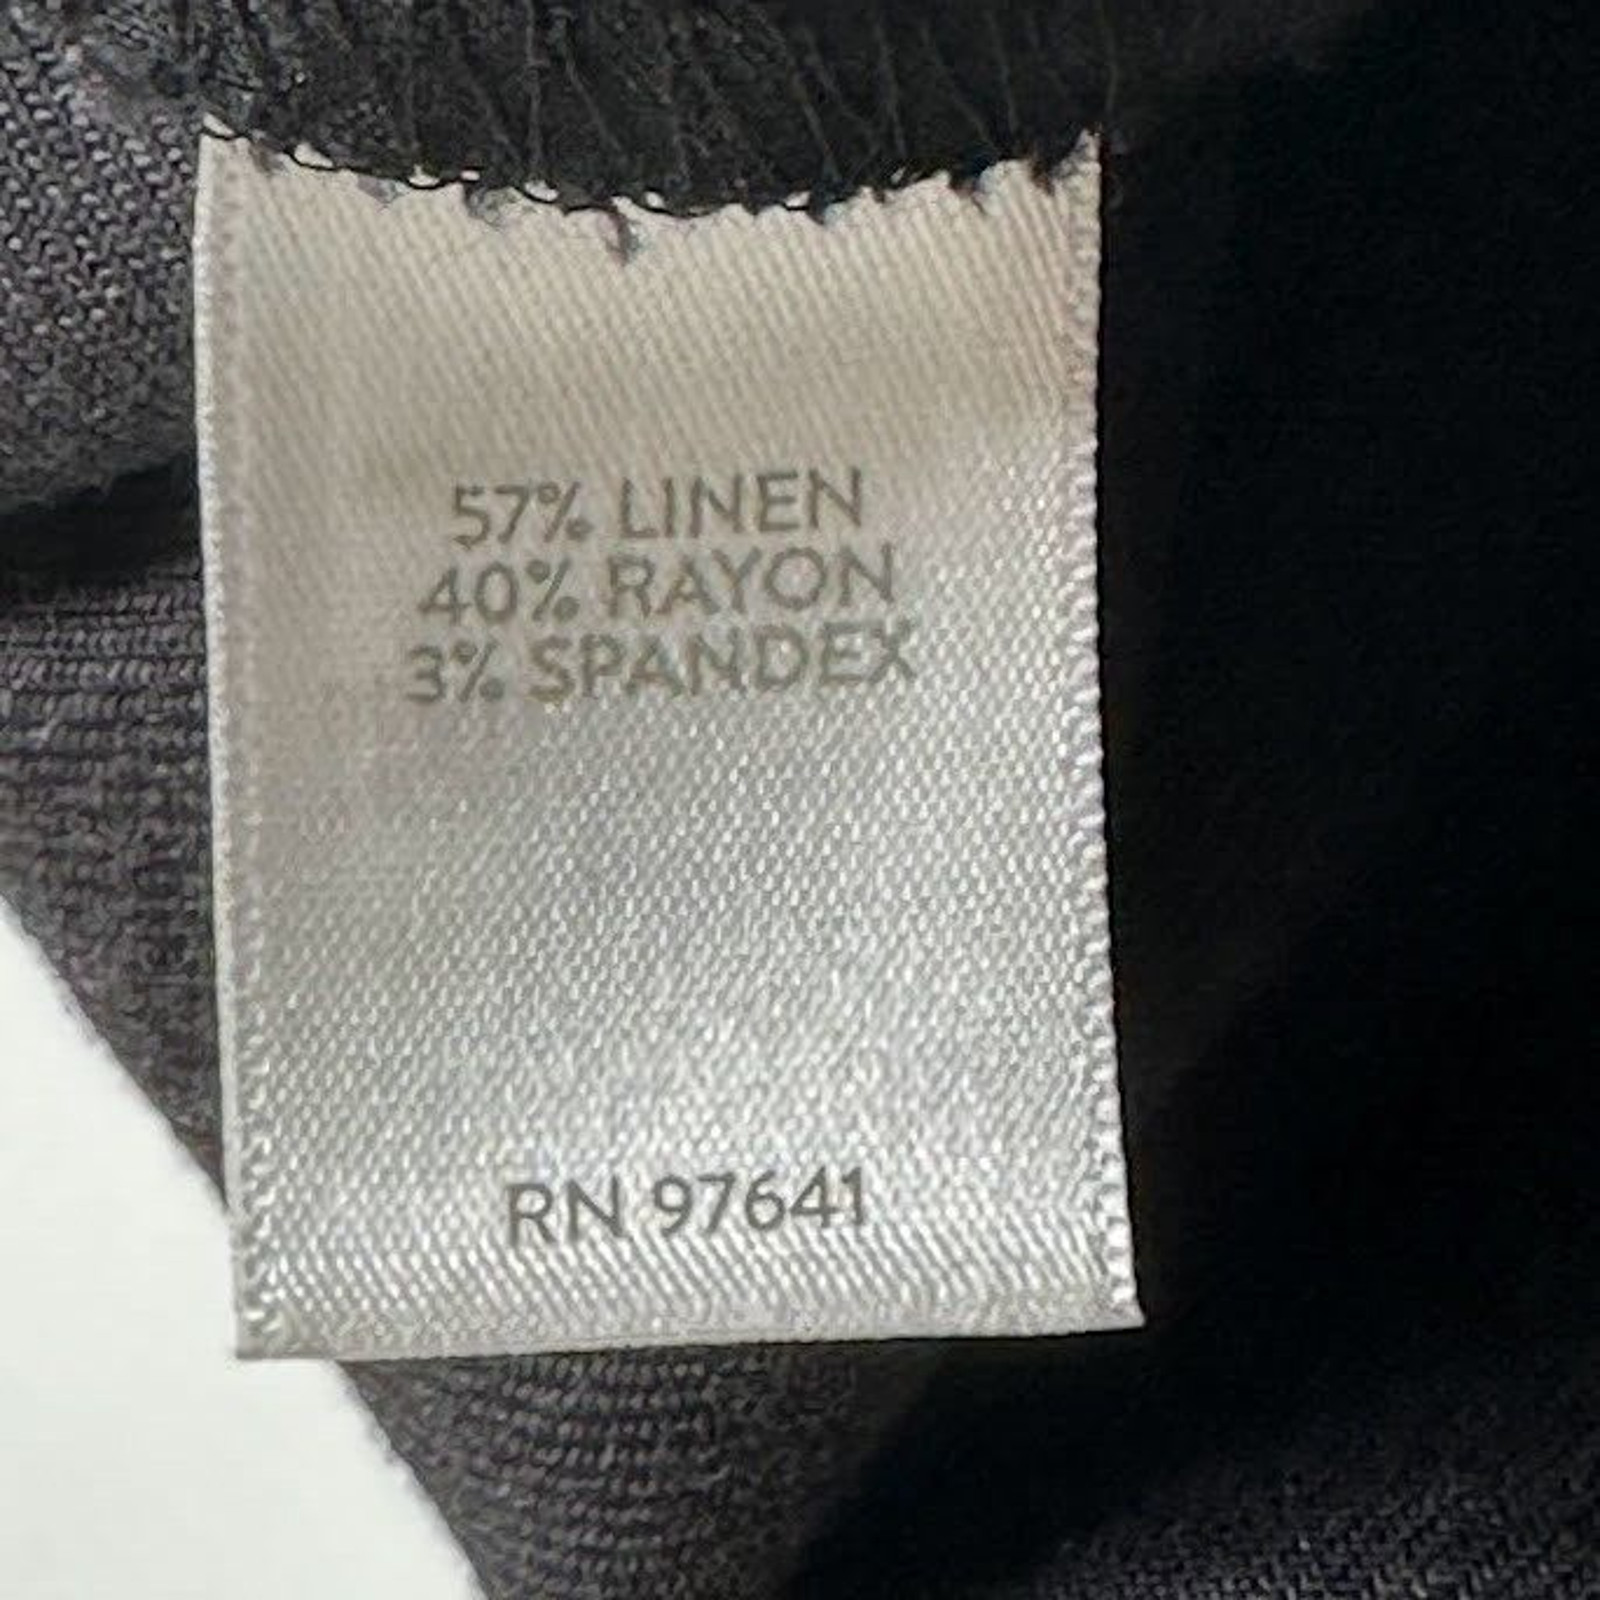 57% LINEN
40% RAYON
3% SPANDEX
RN 97641